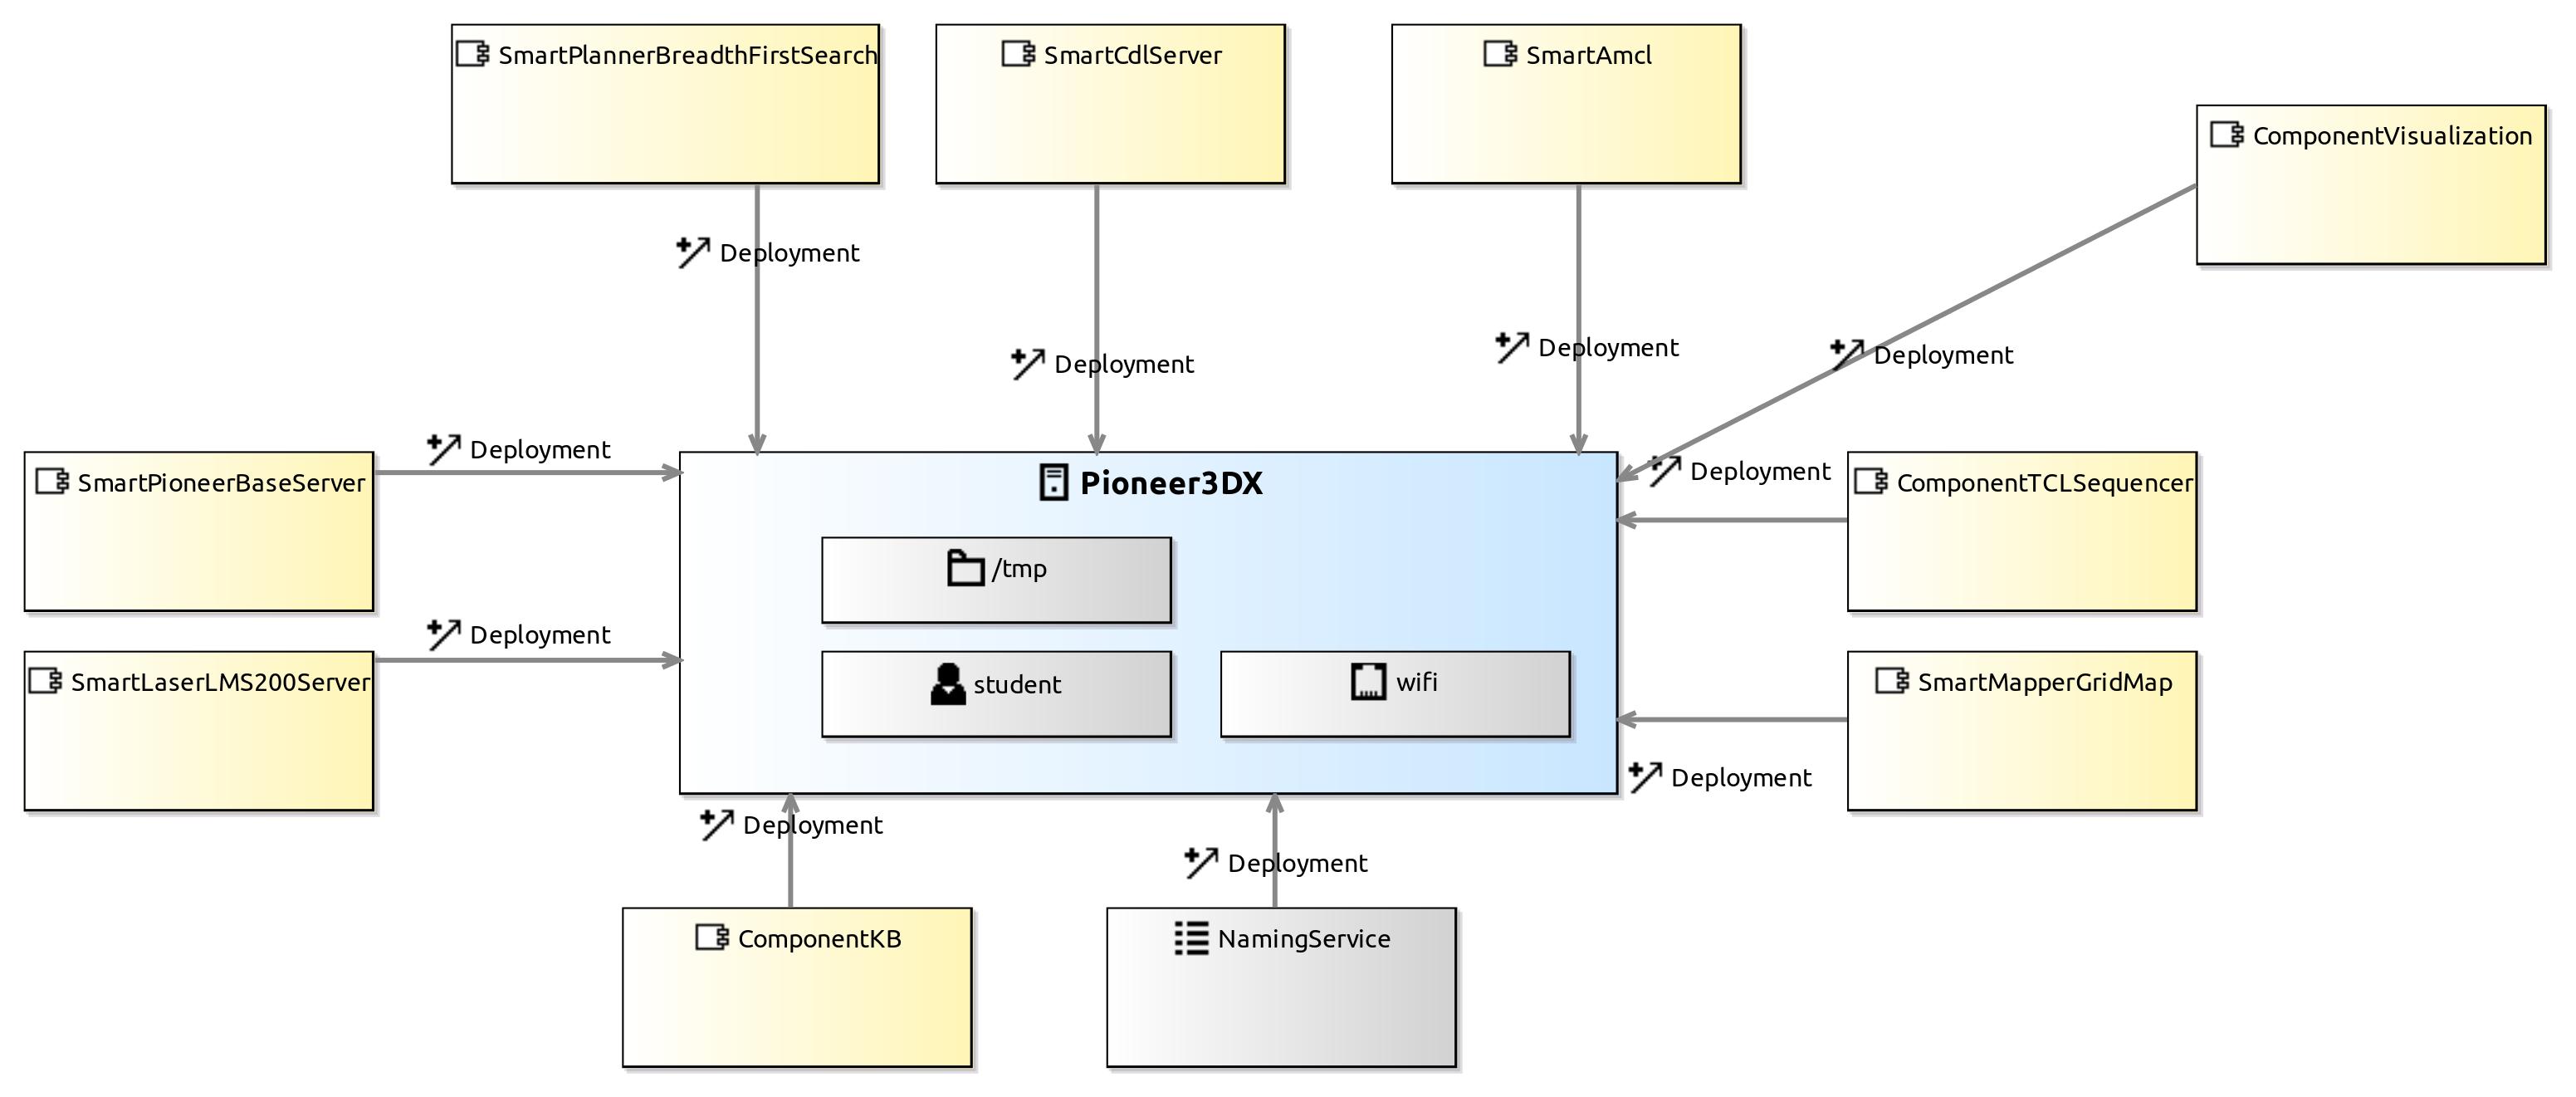 SmartPlannerBreadthFirstSearch
SmartCdlServer
SmartAmcl
ComponentVisualization
Deployment
Deployment
Deployment
Deployment
Deployment
Deployment
SmartPioneerBaseServer
Pioneer3DX
ComponentTCLSequencer
/tmp
Deployment
SmartLaserLMS200Server
student
wifi
SmartMapperGridMap
Deployment
Deployment
Deployment
ComponentKB
NamingService